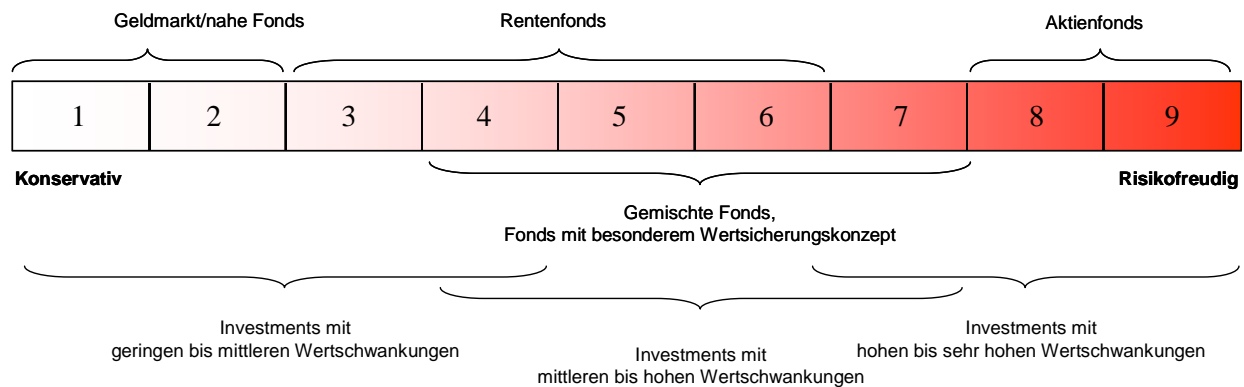 Geldmarkt/nahe Fonds
Rentenfonds
Aktienfonds
1 2 3 4 5 6 7 8 9
Konservativ
Risikofreudig
Gemischte Fonds,
Fonds mit besonderem Wertsicherungskonzept
Investments mit
geringen bis mittleren Wertschwankungen
Investments mit
mittleren bis hohen Wertschwankungen
Investments mit
hohen bis sehr hohen Wertschwankungen